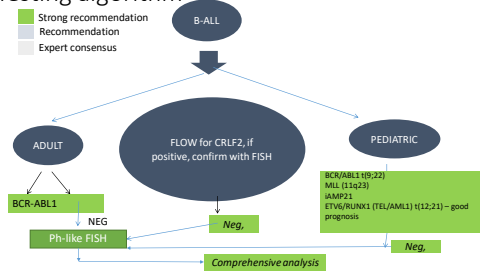 Testing algorithm
B-ALL
Strong recommendation
Recommendation
Expert consensus
ADULT
FLOW for CRLF2, if
positive, confirm with FISH
PEDIATRIC
BCR/ABL1 t(9;22)
MLL (11q23)
iAMP21
ETV6/RUNX1 (TEL/AML1) t(12;21) – good
prognosis
BCR-ABL1
NEG
Neg,
Ph-like FISH
Neg,
Comprehensive analysis